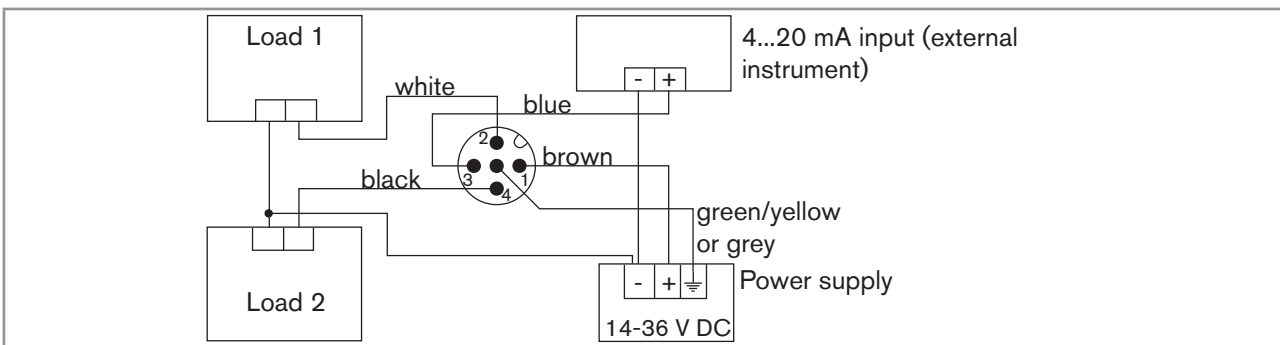 Load 1
4...20 mA input (external
instrument)
- +
white
blue
2
brown
3
1
black
4
green/yellow
or grey
- +
Power supply
Load 2
14-36 V DC